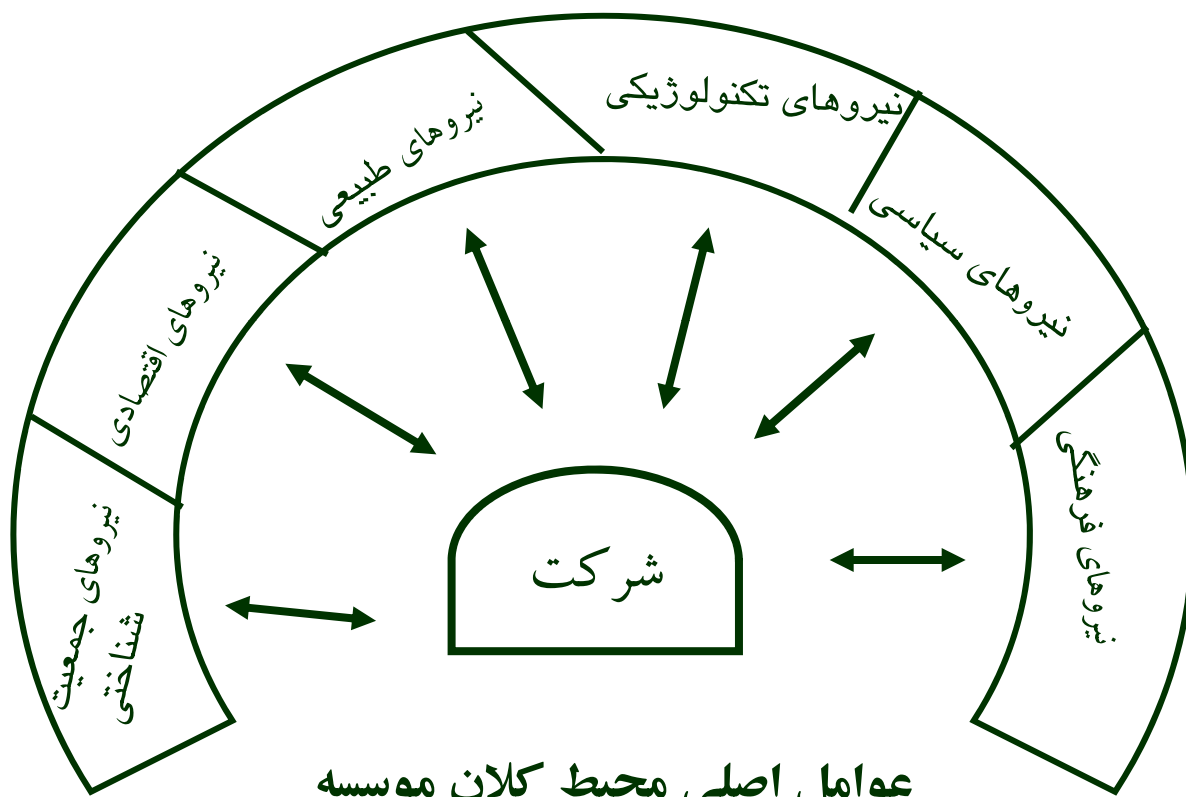 نیروهای تکنولوژیکی
نیروهای طبیعی
نیروهای سیاسی
نیروهای اقتصادی
نیروهای فرهنگی
نیروهای جمعیت
شناختی
شرکت
عوامل اصلی محیط کلان موسسه